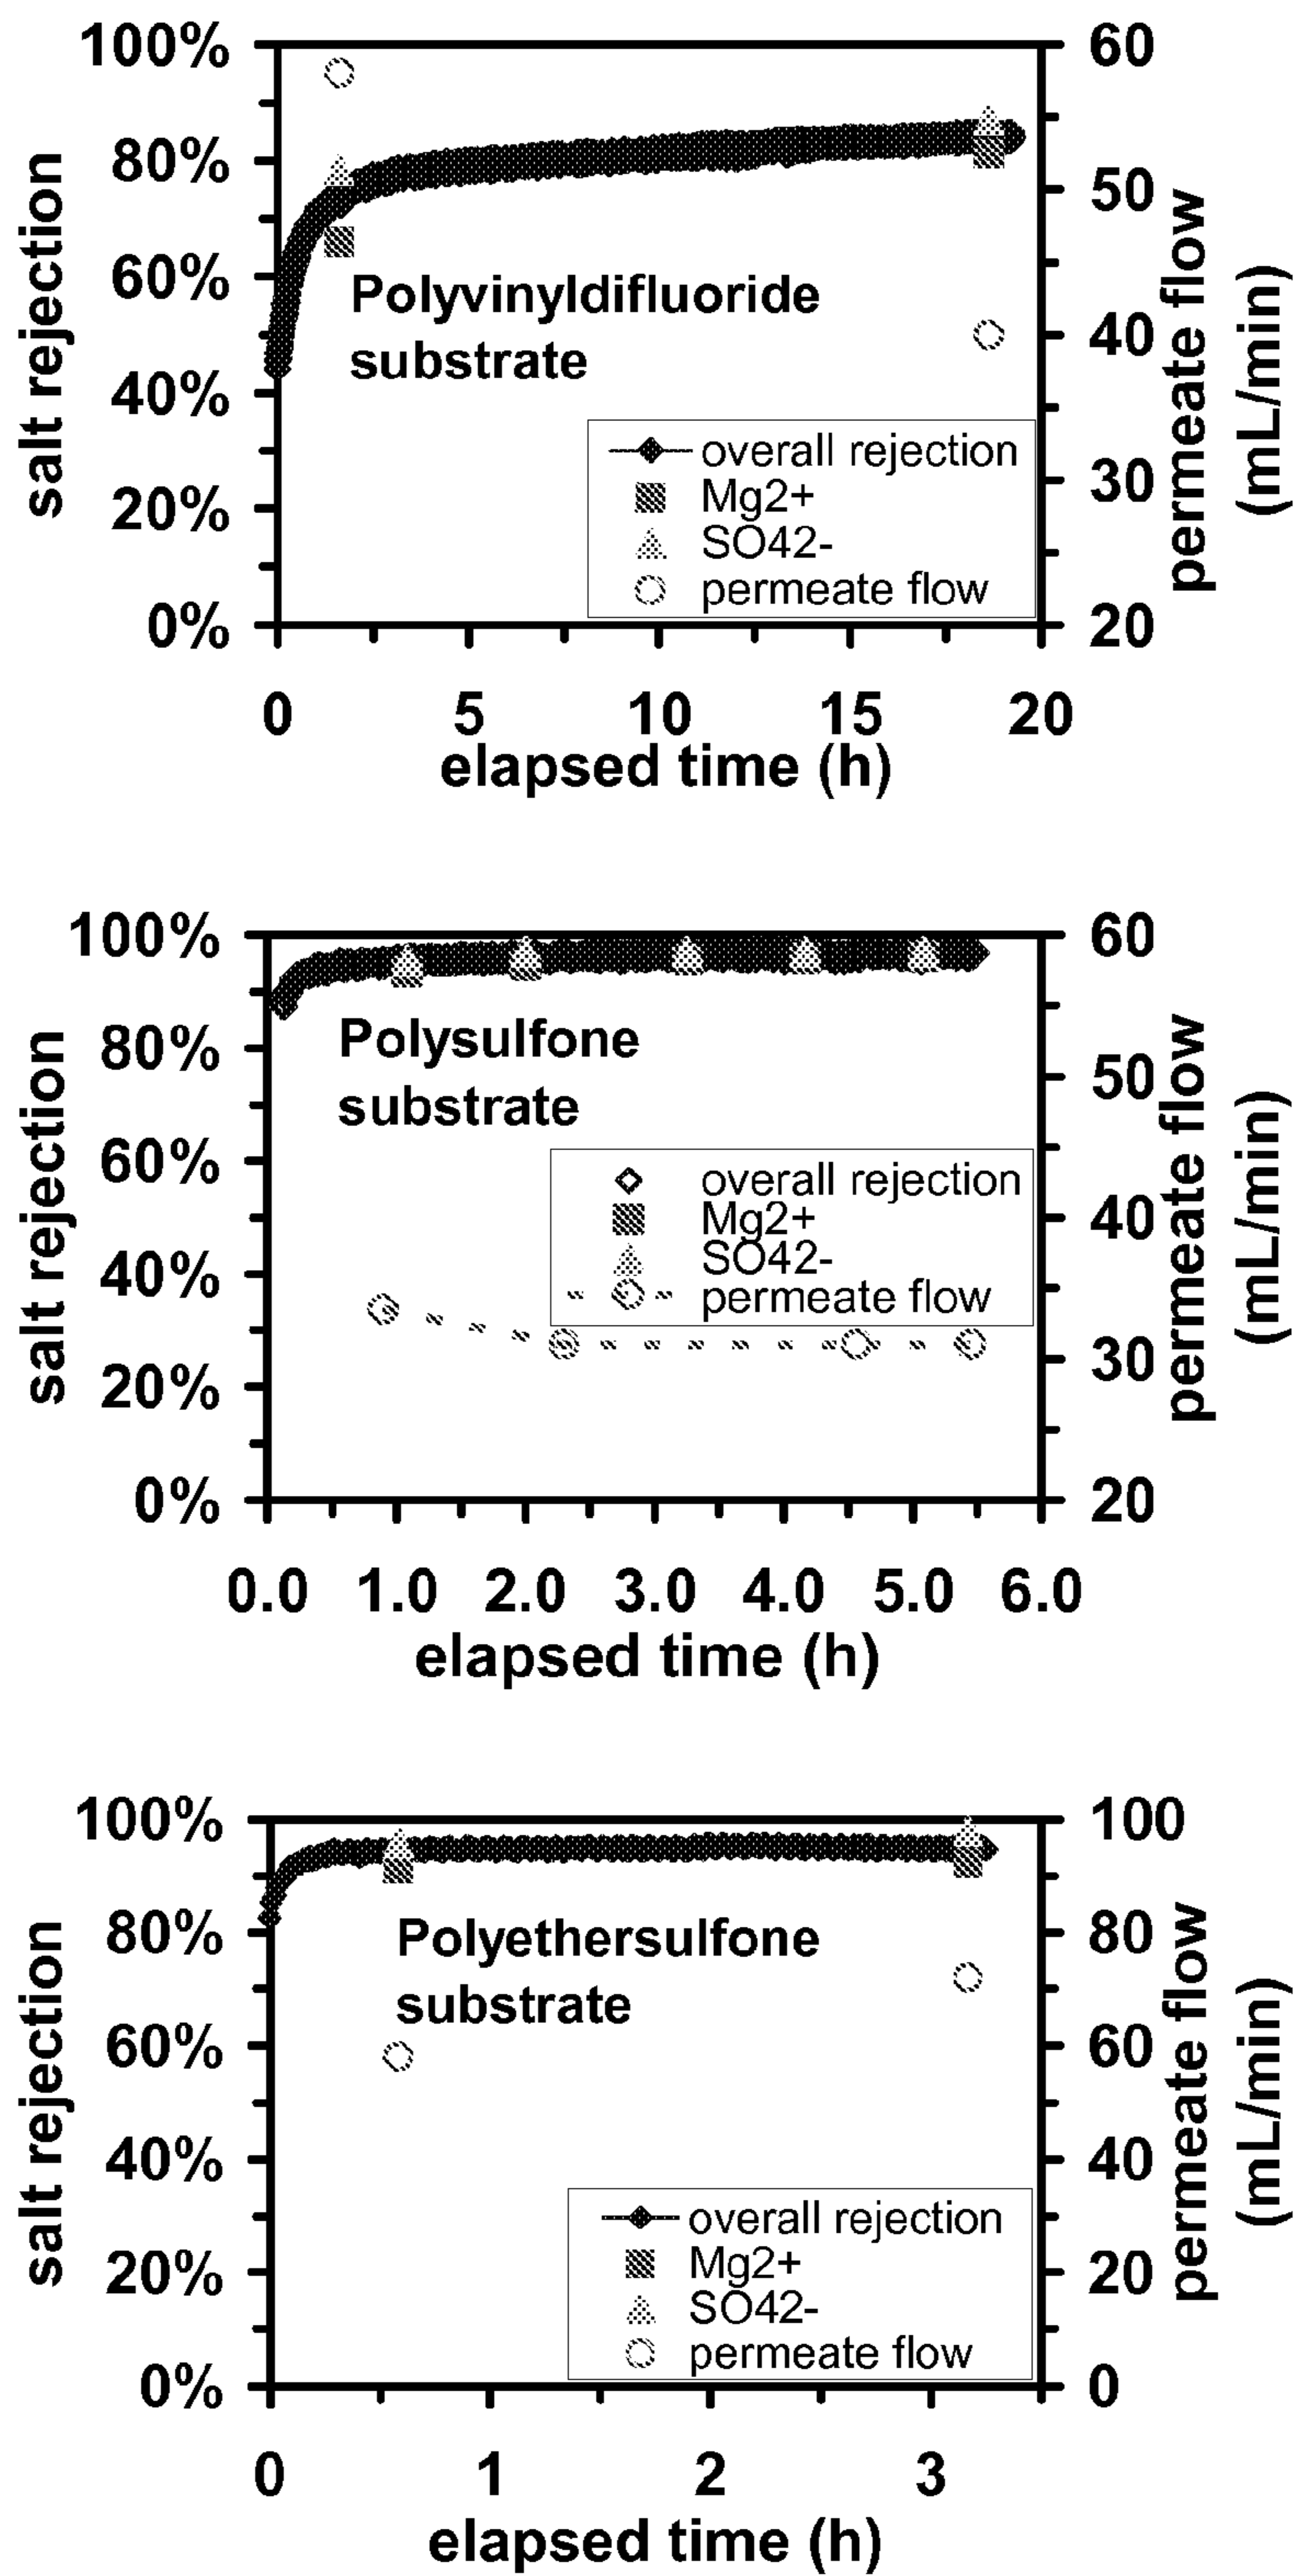 100%
80%
60%
40%
20%
0%
salt rejection
60
50
40
30
20
permeate flow
(mL/min)
Polyvinyldifluoride
substrate
overall rejection
Mg2+
SO42-
permeate flow
0 5 10 15 20
elapsed time (h)
100%
80%
60%
40%
20%
0%
salt rejection
60
50
40
30
20
permeate flow
(mL/min)
Polysulfone
substrate
overall rejection
Mg2+
SO42-
permeate flow
0.0 1.0 2.0 3.0 4.0 5.0 6.0
elapsed time (h)
100%
80%
60%
40%
20%
0%
salt rejection
100
80
60
40
20
0
permeate flow
(mL/min)
Polyethersulfone
substrate
overall rejection
Mg2+
SO42-
permeate flow
0 1 2 3
elapsed time (h)